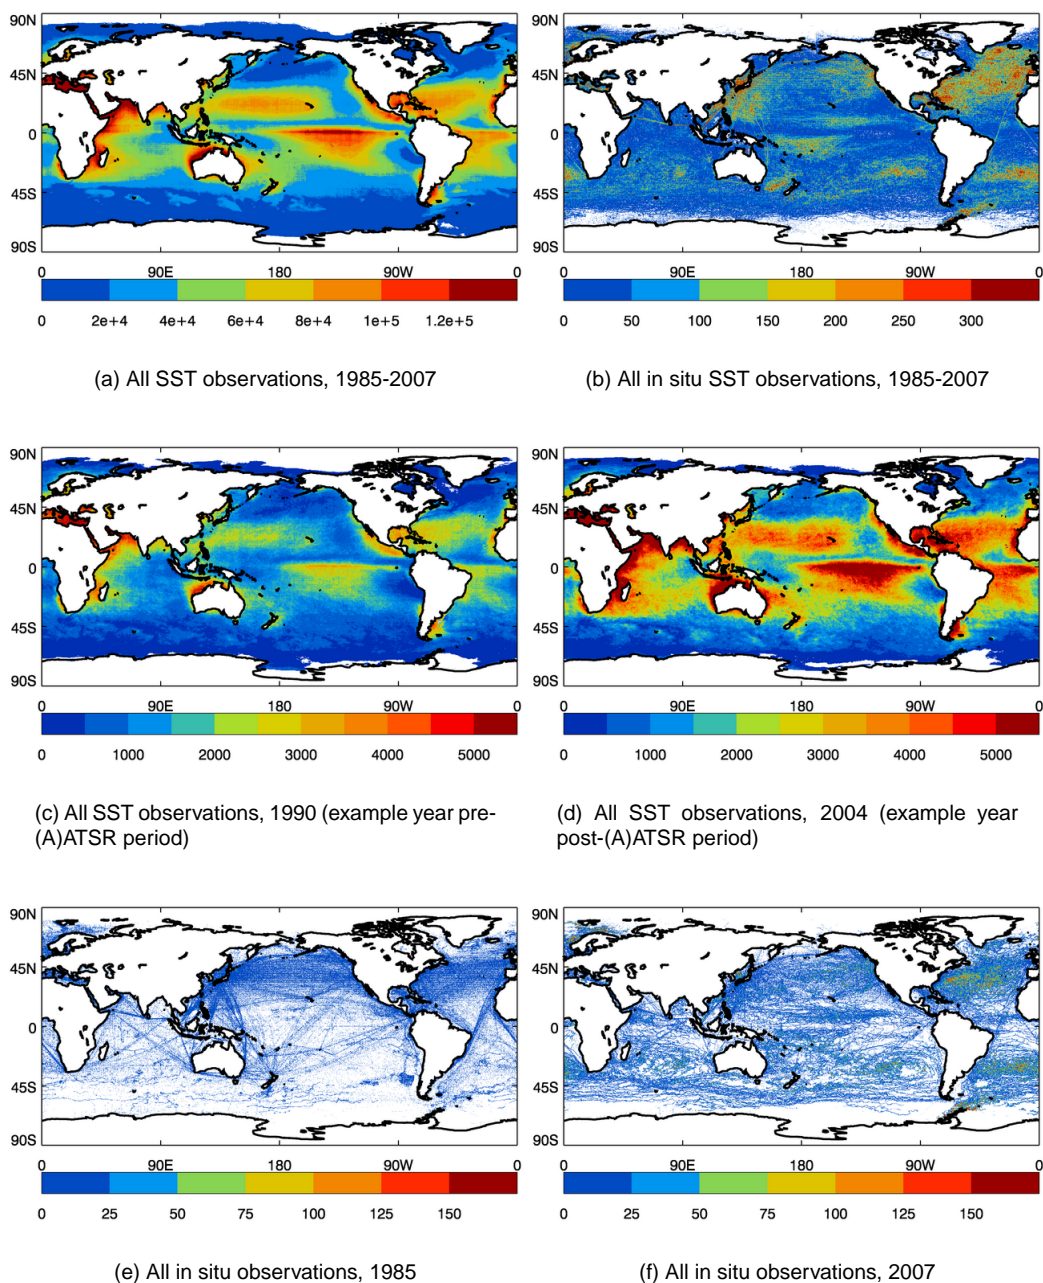 90N
45N
0
45S
90S
0 90E 180 90W 0
0 2e+4 4e+4 6e+4 8e+4 1e+5 1.2e+5
(a) All SST observations, 1985-2007
90N
45N
0
45S
90S
0 90E 180 90W 0
0 50 100 150 200 250 300
(b) All in situ SST observations, 1985-2007
90N
45N
0
45S
90S
0 90E 180 90W 0
0 1000 2000 3000 4000 5000
(c) All SST observations, 1990 (example year pre-
(A)ATSR period)
90N
45N
0
45S
90S
0 90E 180 90W 0
0 1000 2000 3000 4000 5000
(d) All SST observations, 2004 (example year
post-(A)ATSR period)
90N
45N
0
45S
90S
0 90E 180 90W 0
0 25 50 75 100 125 150
(e) All in situ observations, 1985
90N
45N
0
45S
90S
0 90E 180 90W 0
0 25 50 75 100 125 150
(f) All in situ observations, 2007